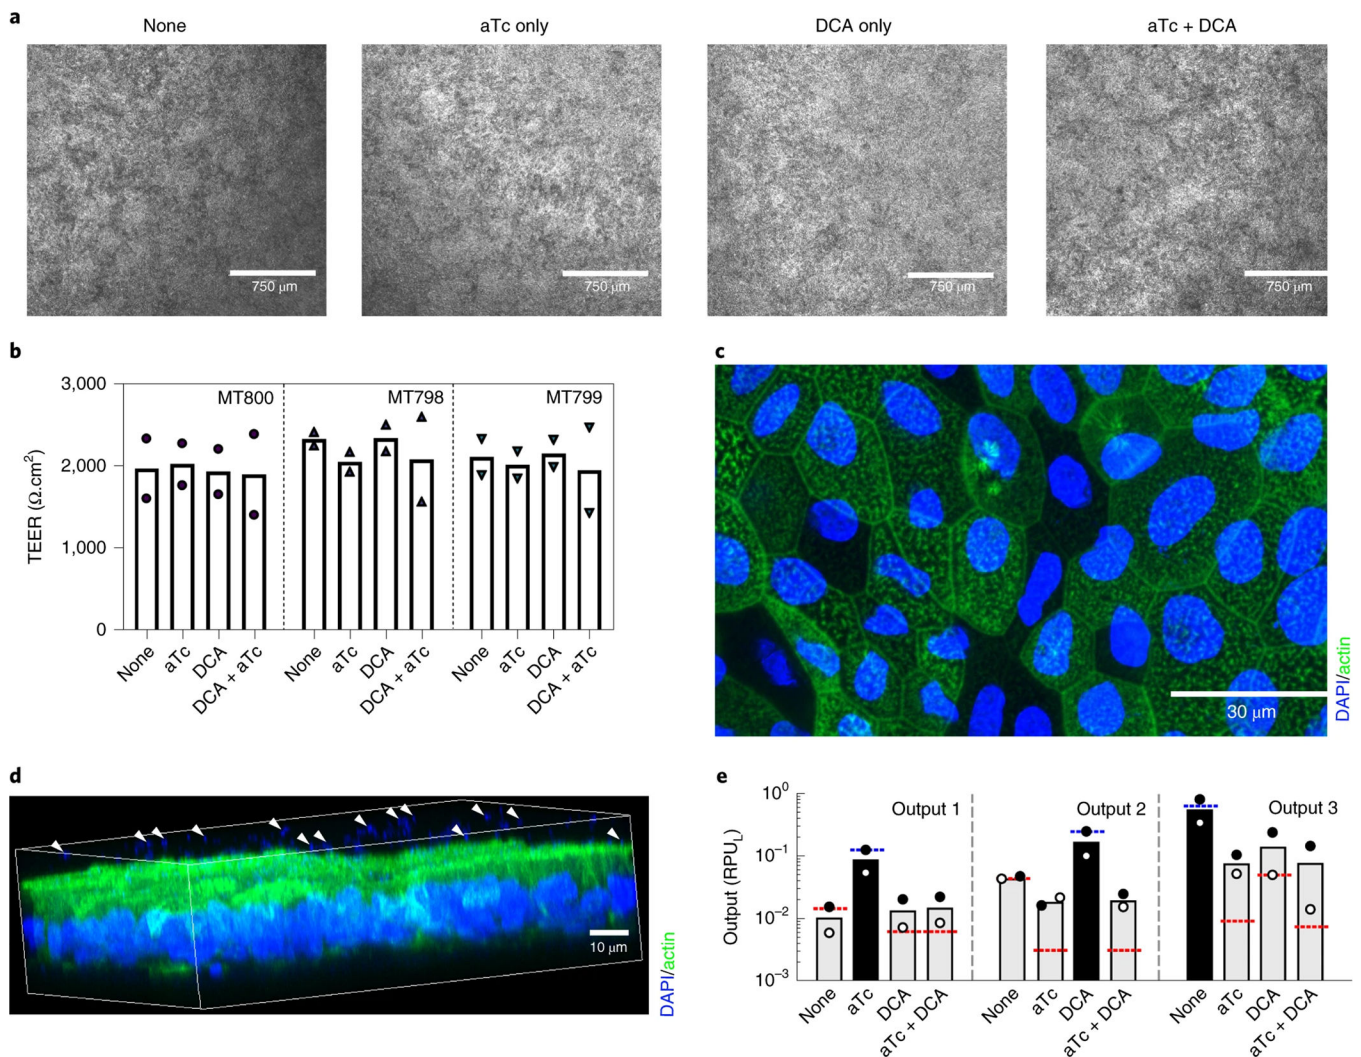 a
None
aTc only
DCA only
aTc + DCA
750 μm
750 μm
750 μm
750 μm
b
TEER (Ω.cm²)
3,000
2,000
1,000
0
MT800
MT798
MT799
None
aTc
DCA
DCA + aTc
None
aTc
DCA
DCA + aTc
None
aTc
DCA
DCA + aTc
c
30 μm
DAPI/actin
d
10 μm
DAPI/actin
e
Output (RPU_L)
10⁰
10⁻¹
10⁻²
10⁻³
Output 1
Output 2
Output 3
None
aTc
DCA
aTc + DCA
None
aTc
DCA
aTc + DCA
None
aTc
DCA
aTc + DCA